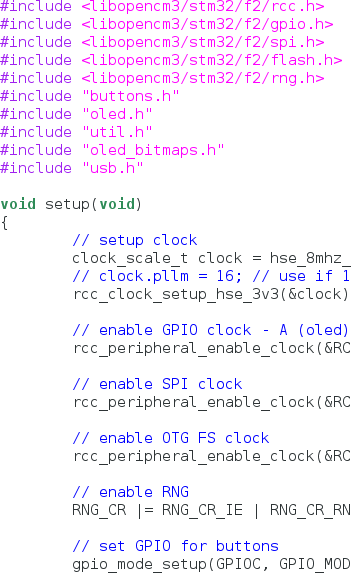 #include <libopencm3/stm32/f2/rcc.h>
#include <libopencm3/stm32/f2/gpio.h>
#include <libopencm3/stm32/f2/spi.h>
#include <libopencm3/stm32/f2/flash.h>
#include <libopencm3/stm32/f2/rng.h>
#include "buttons.h"
#include "oled.h"
#include "util.h"
#include "oled_bitmaps.h"
#include "usb.h"
void setup(void)
{
// setup clock
clock_scale_t clock = hse_8mhz_
// clock.pllm = 16; // use if 1
rcc_clock_setup_hse_3v3(&clock)
// enable GPIO clock - A (oled)
rcc_peripheral_enable_clock(&RC
// enable SPI clock
rcc_peripheral_enable_clock(&RC
// enable OTG FS clock
rcc_peripheral_enable_clock(&RC
// enable RNG
RNG_CR |= RNG_CR_IE | RNG_CR_RN
// set GPIO for buttons
gpio_mode_setup(GPIOC, GPIO_MOD